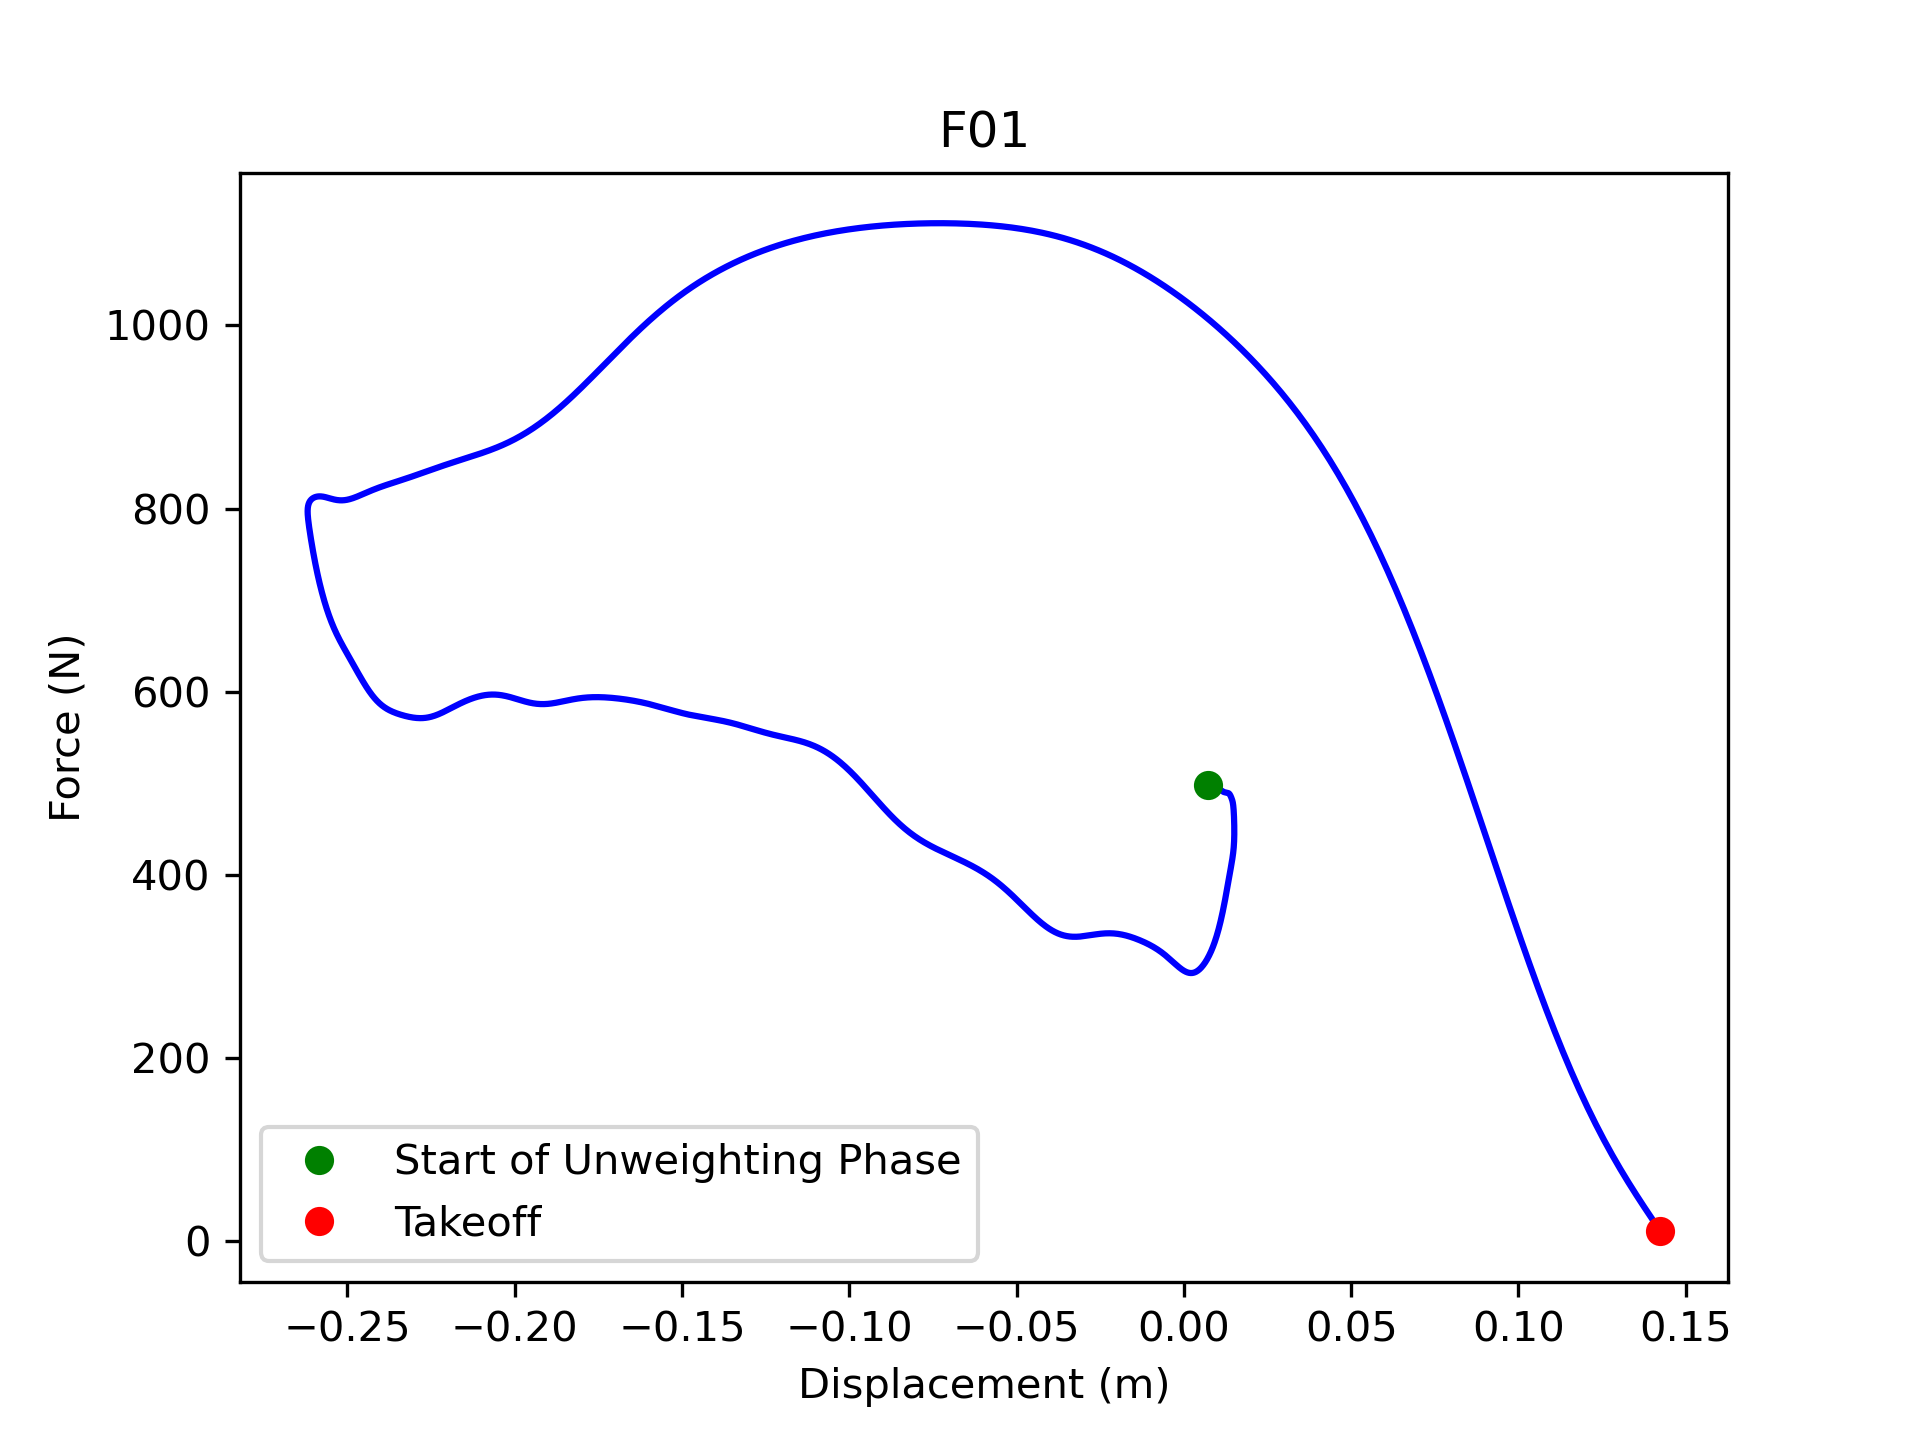 F01
Force (N)
1000
800
600
400
200
0
Start of Unweighting Phase
Takeoff
−0.25 −0.20 −0.15 −0.10 −0.05 0.00 0.05 0.10 0.15
Displacement (m)